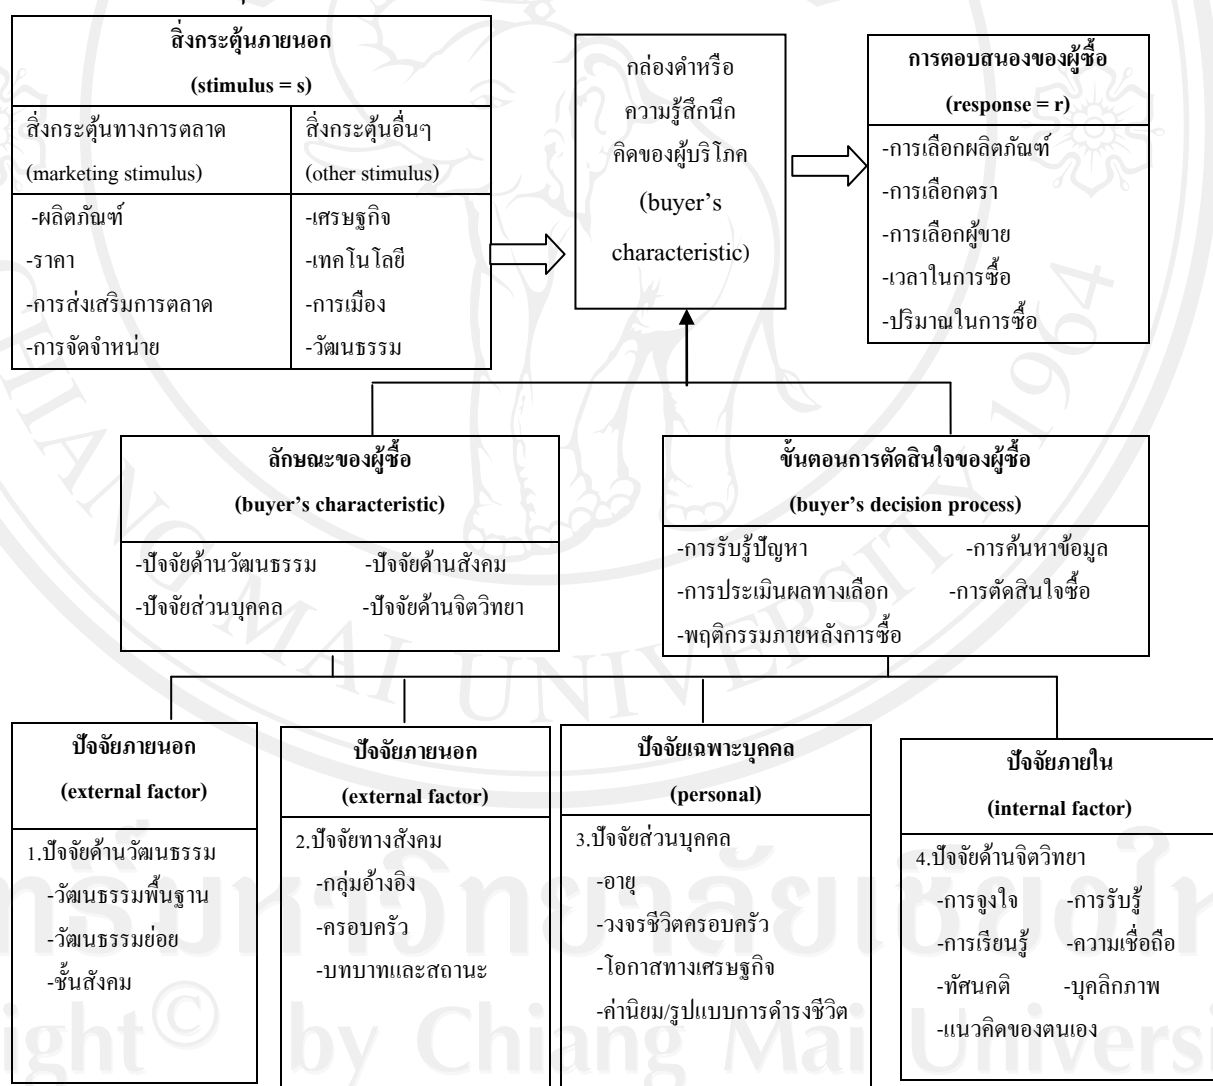 สิ่งกระตุ้นภายนอก
(stimulus = s)
สิ่งกระตุ้นทางการตลาด
(marketing stimulus)
สิ่งกระตุ้นอื่นๆ
(other stimulus)
-ผลิตภัณฑ์
-ราคา
-การส่งเสริมการตลาด
-การจัดจำหน่าย
-เศรษฐกิจ
-เทคโนโลยี
-การเมือง
-วัฒนธรรม
กล่องดำหรือ
ความรู้สึกนึก
คิดของผู้บริโภค
(buyer’s
characteristic)
การตอบสนองของผู้ซื้อ
(response = r)
-การเลือกผลิตภัณฑ์
-การเลือกตรา
-การเลือกผู้ขาย
-เวลาในการซื้อ
-ปริมาณในการซื้อ
ลักษณะของผู้ซื้อ
(buyer’s characteristic)
-ปัจจัยด้านวัฒนธรรม -ปัจจัยด้านสังคม
-ปัจจัยส่วนบุคคล -ปัจจัยด้านจิตวิทยา
ขั้นตอนการตัดสินใจของผู้ซื้อ
(buyer’s decision process)
-การรับรู้ปัญหา -การค้นหาข้อมูล
-การประเมินผลทางเลือก -การตัดสินใจซื้อ
-พฤติกรรมภายหลังการซื้อ
ปัจจัยภายนอก
(external factor)
1.ปัจจัยด้านวัฒนธรรม
-วัฒนธรรมพื้นฐาน
-วัฒนธรรมย่อย
-ชั้นสังคม
ปัจจัยภายนอก
(external factor)
2.ปัจจัยทางสังคม
-กลุ่มอ้างอิง
-ครอบครัว
-บทบาทและสถานะ
ปัจจัยเฉพาะบุคคล
(personal)
3.ปัจจัยส่วนบุคคล
-อายุ
-วงจรชีวิตครอบครัว
-โอกาสทางเศรษฐกิจ
-ค่านิยม/รูปแบบการดำรงชีวิต
ปัจจัยภายใน
(internal factor)
4.ปัจจัยด้านจิตวิทยา
-การจูงใจ -การรับรู้
-การเรียนรู้ -ความเชื่อถือ
-ทัศนคติ -บุคลิกภาพ
-แนวคิดของตนเอง
CHIANG MAI UNIVERSITY 1964
© by Chiang Mai